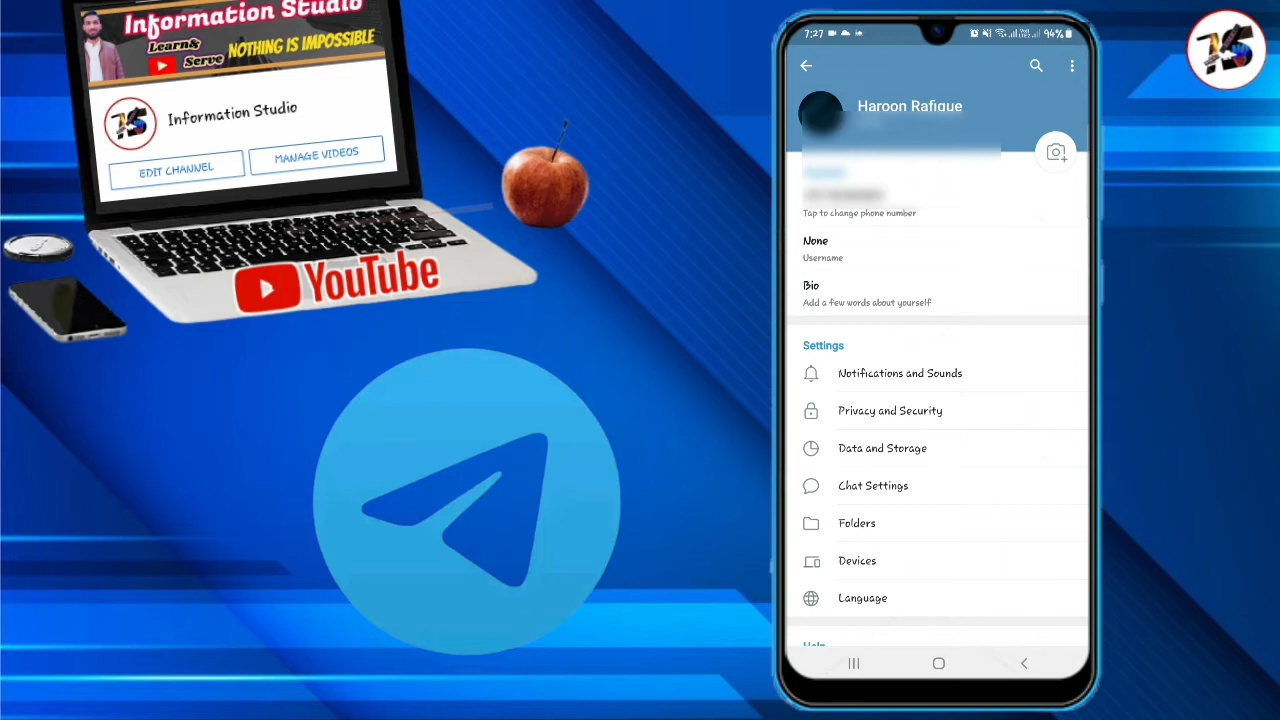 Information Studio
Learn&
Serve
NOTHING IS IMPOSSIBLE
Information Studio
EDIT CHANNEL
MANAGE VIDEOS
YouTube
7:27
94%
Haroon Rafique
Tap to change phone number
None
Username
Bio
Add a few words about yourself
Settings
Notifications and Sounds
Privacy and Security
Data and Storage
Chat Settings
Folders
Devices
Language
Help